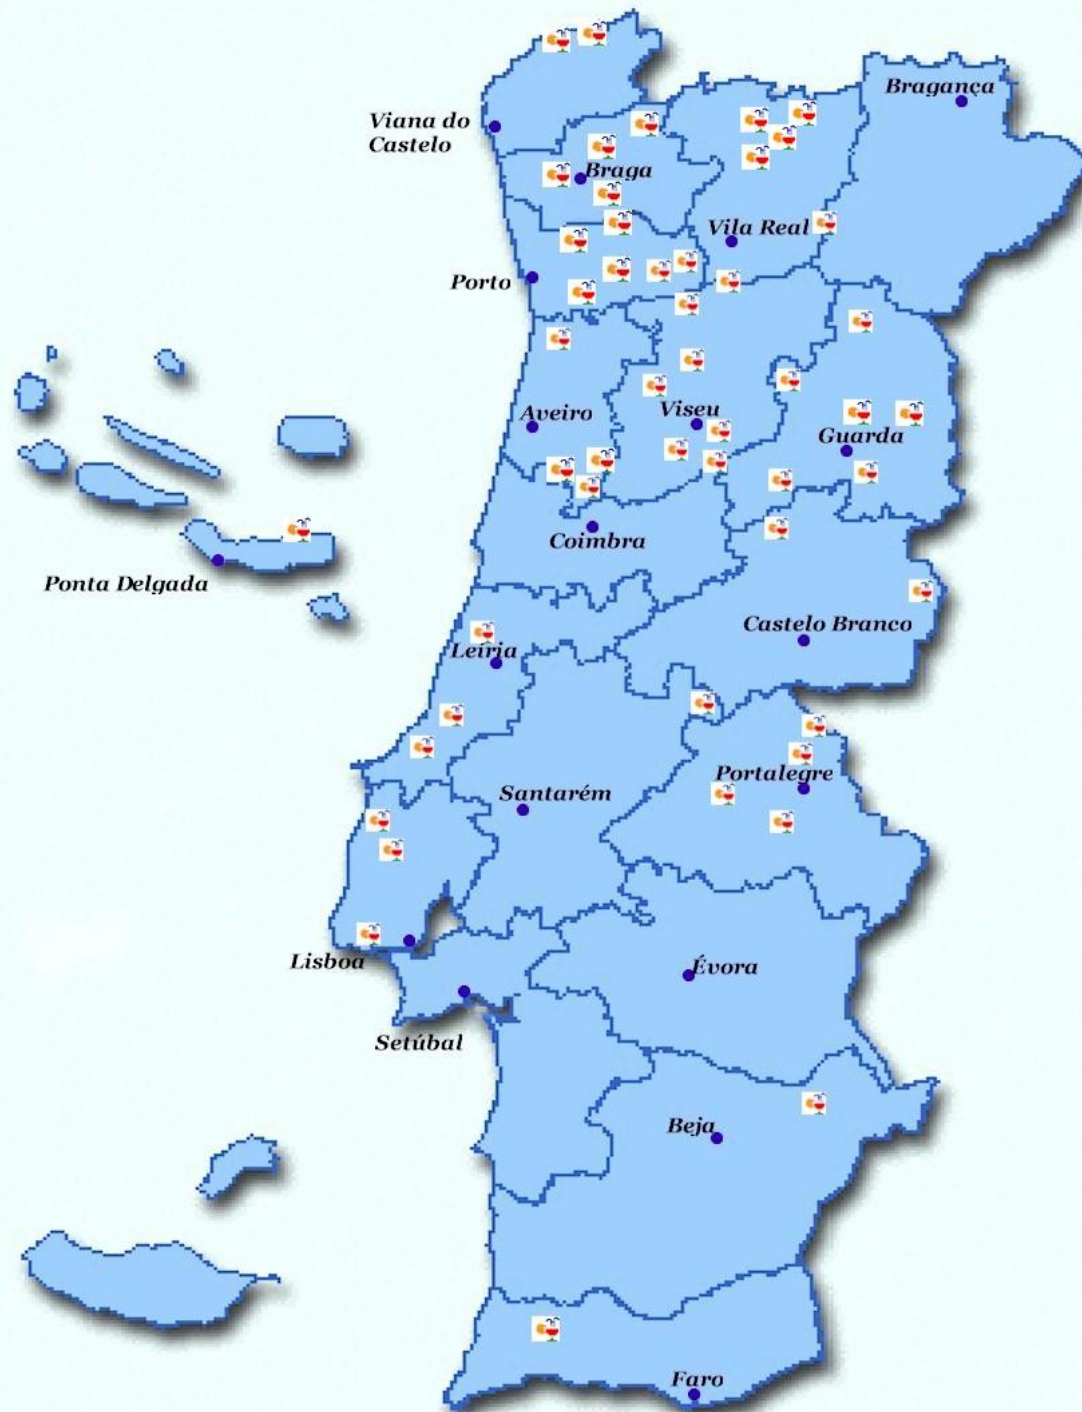 Bragança
Viana do
Castelo
Braga
Vila Real
Porto
Aveiro
Viseu
Guarda
Coimbra
Ponta Delgada
Castelo Branco
Leiria
Portalegre
Santarém
Lisboa
Évora
Setúbal
Beja
Faro